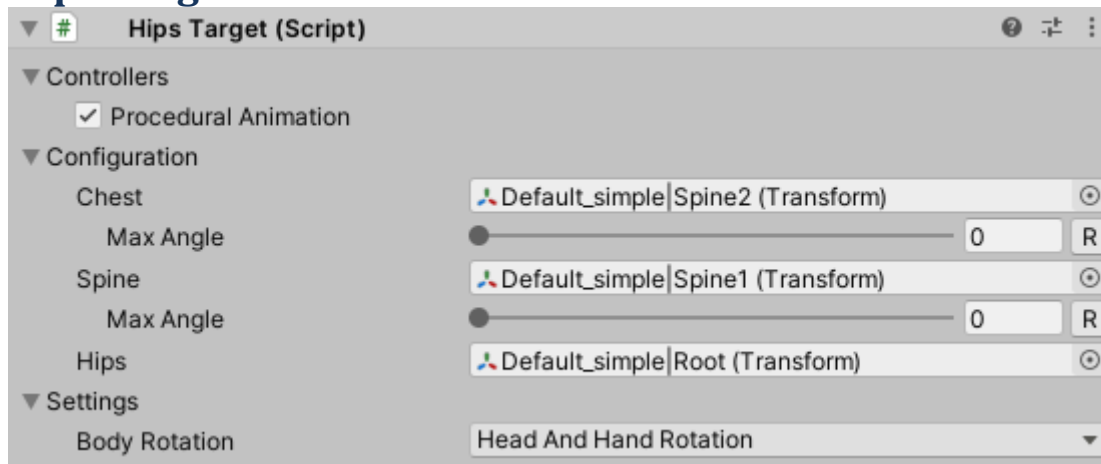 Hips Target (Script)
Controllers
Procedural Animation
Configuration
Chest Default_simple|Spine2 (Transform)
Max Angle 0 R
Spine Default_simple|Spine1 (Transform)
Max Angle 0 R
Hips Default_simple|Root (Transform)
Settings
Body Rotation Head And Hand Rotation